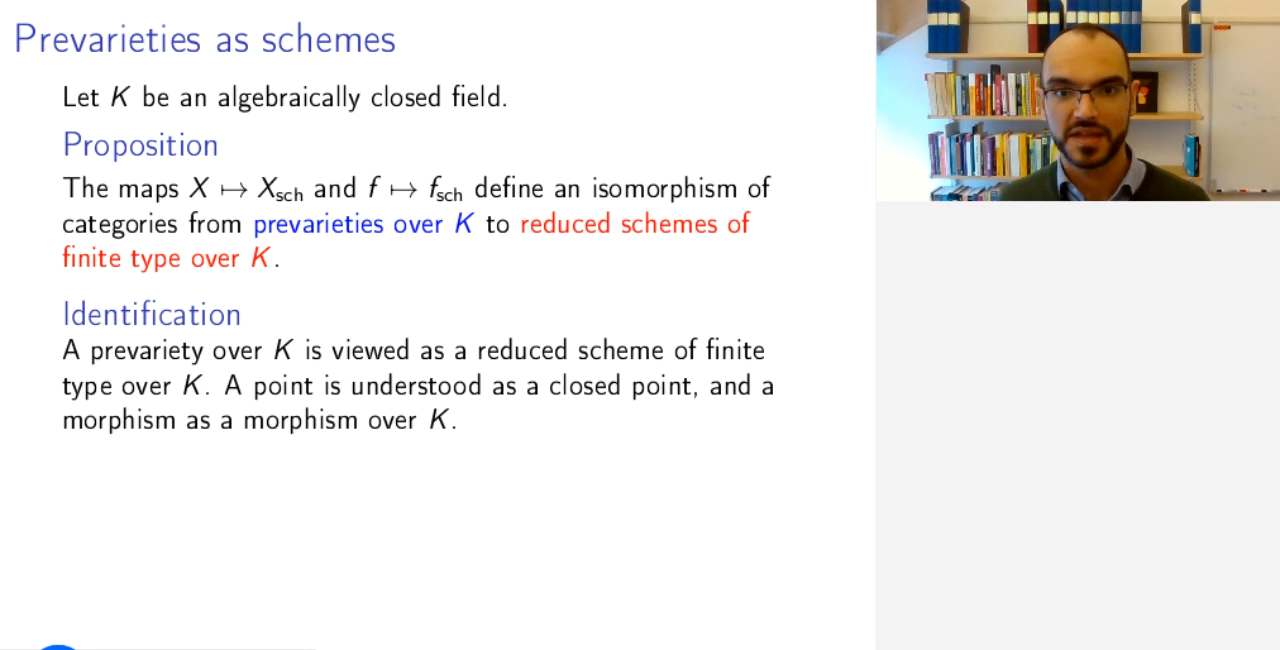 Prevarieties as schemes
Let K be an algebraically closed field.
Proposition
The maps X ↦ X_sch and f ↦ f_sch define an isomorphism of
categories from prevarieties over K to reduced schemes of
finite type over K.
Identification
A prevariety over K is viewed as a reduced scheme of finite
type over K. A point is understood as a closed point, and a
morphism as a morphism over K.